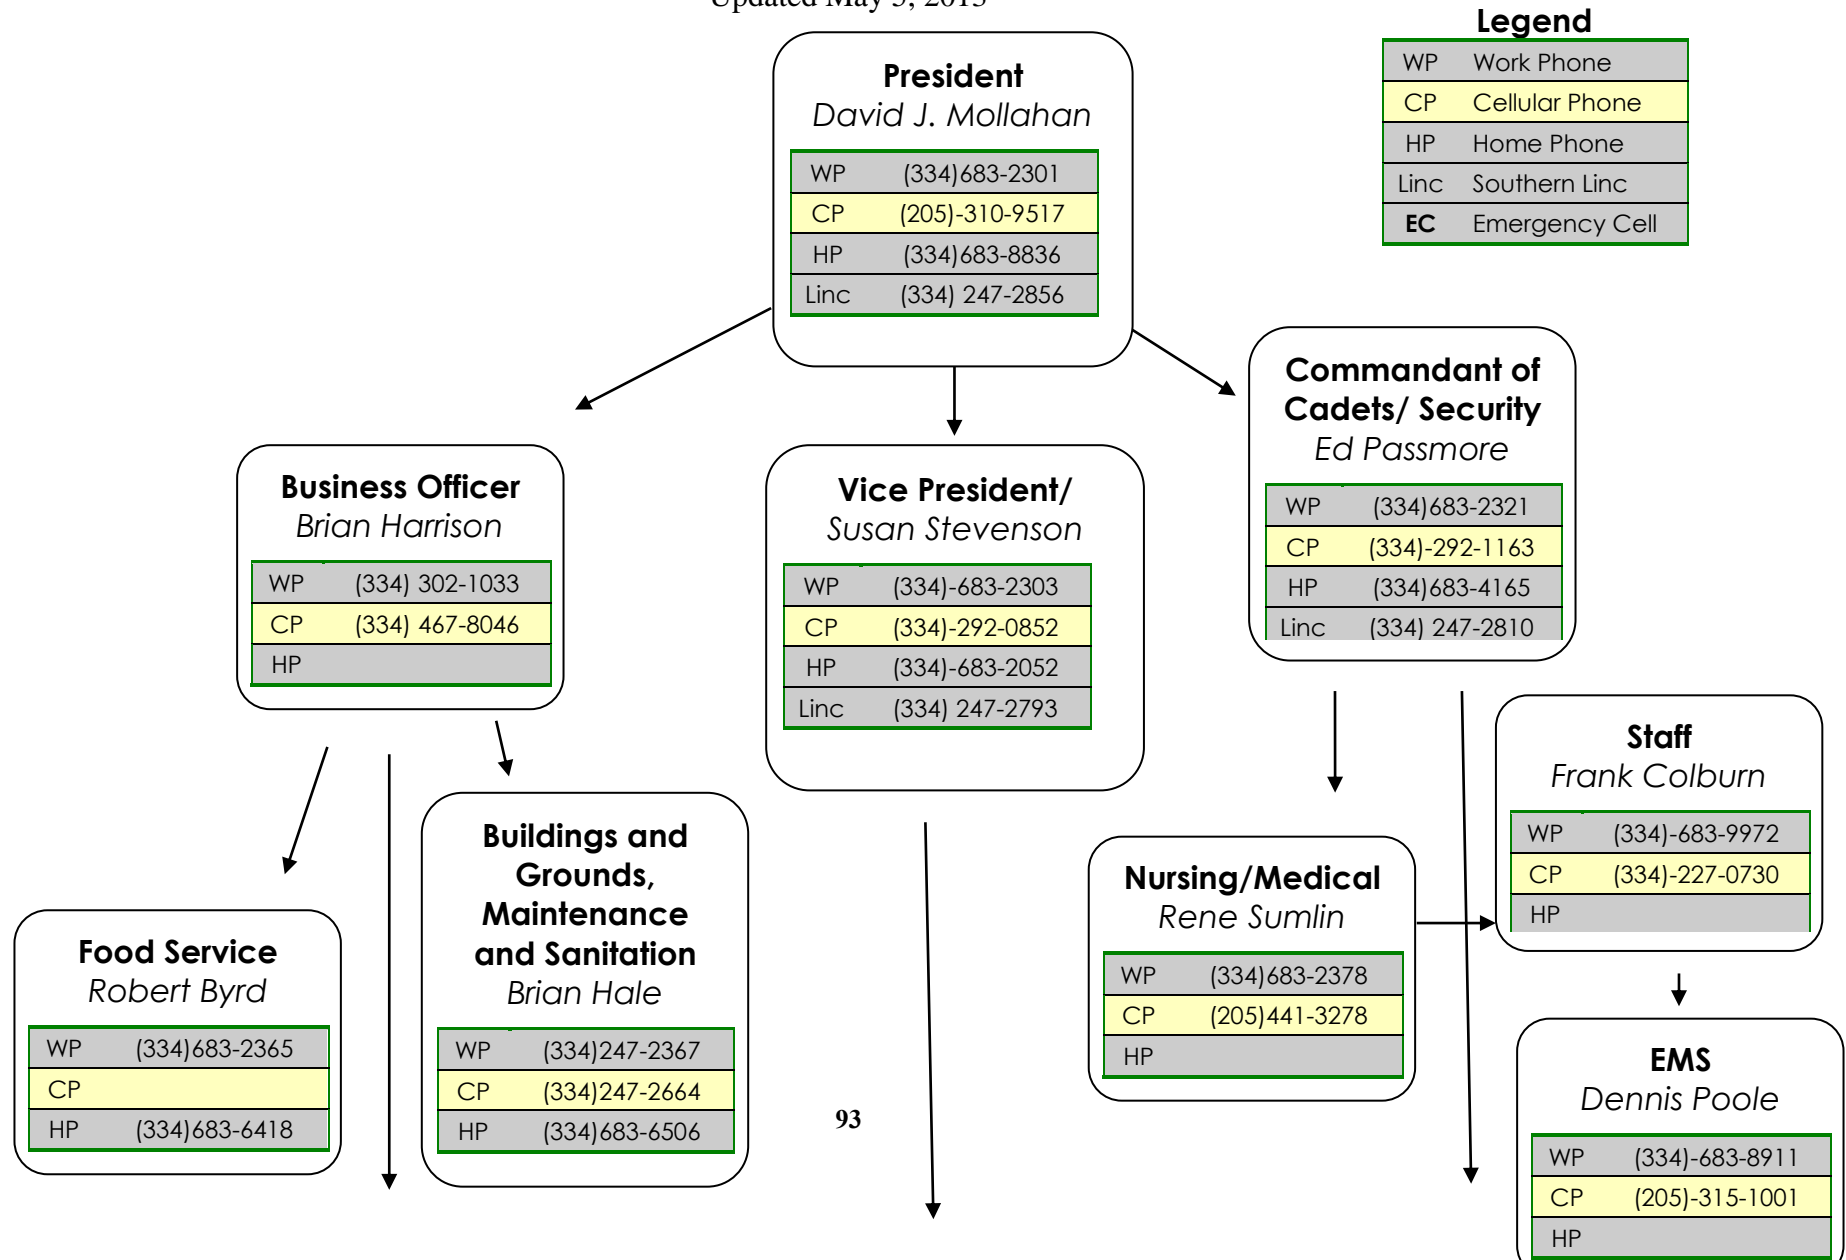 Updated May 5, 2013
Legend
WP Work Phone
CP Cellular Phone
HP Home Phone
Linc Southern Linc
EC Emergency Cell
President
David J. Mollahan
WP (334)683-2301
CP (205)-310-9517
HP (334)683-8836
Linc (334) 247-2856
Business Officer
Brian Harrison
WP (334) 302-1033
CP (334) 467-8046
HP
Vice President/
Susan Stevenson
WP (334)-683-2303
CP (334)-292-0852
HP (334)-683-2052
Linc (334) 247-2793
Commandant of
Cadets/ Security
Ed Passmore
WP (334)683-2321
CP (334)-292-1163
HP (334)683-4165
Linc (334) 247-2810
Food Service
Robert Byrd
WP (334)683-2365
CP
HP (334)683-6418
Buildings and
Grounds,
Maintenance
and Sanitation
Brian Hale
WP (334)247-2367
CP (334)247-2664
HP (334)683-6506
Nursing/Medical
Rene Sumlin
WP (334)683-2378
CP (205)441-3278
HP
Staff
Frank Colburn
WP (334)-683-9972
CP (334)-227-0730
HP
EMS
Dennis Poole
WP (334)-683-8911
CP (205)-315-1001
HP
93